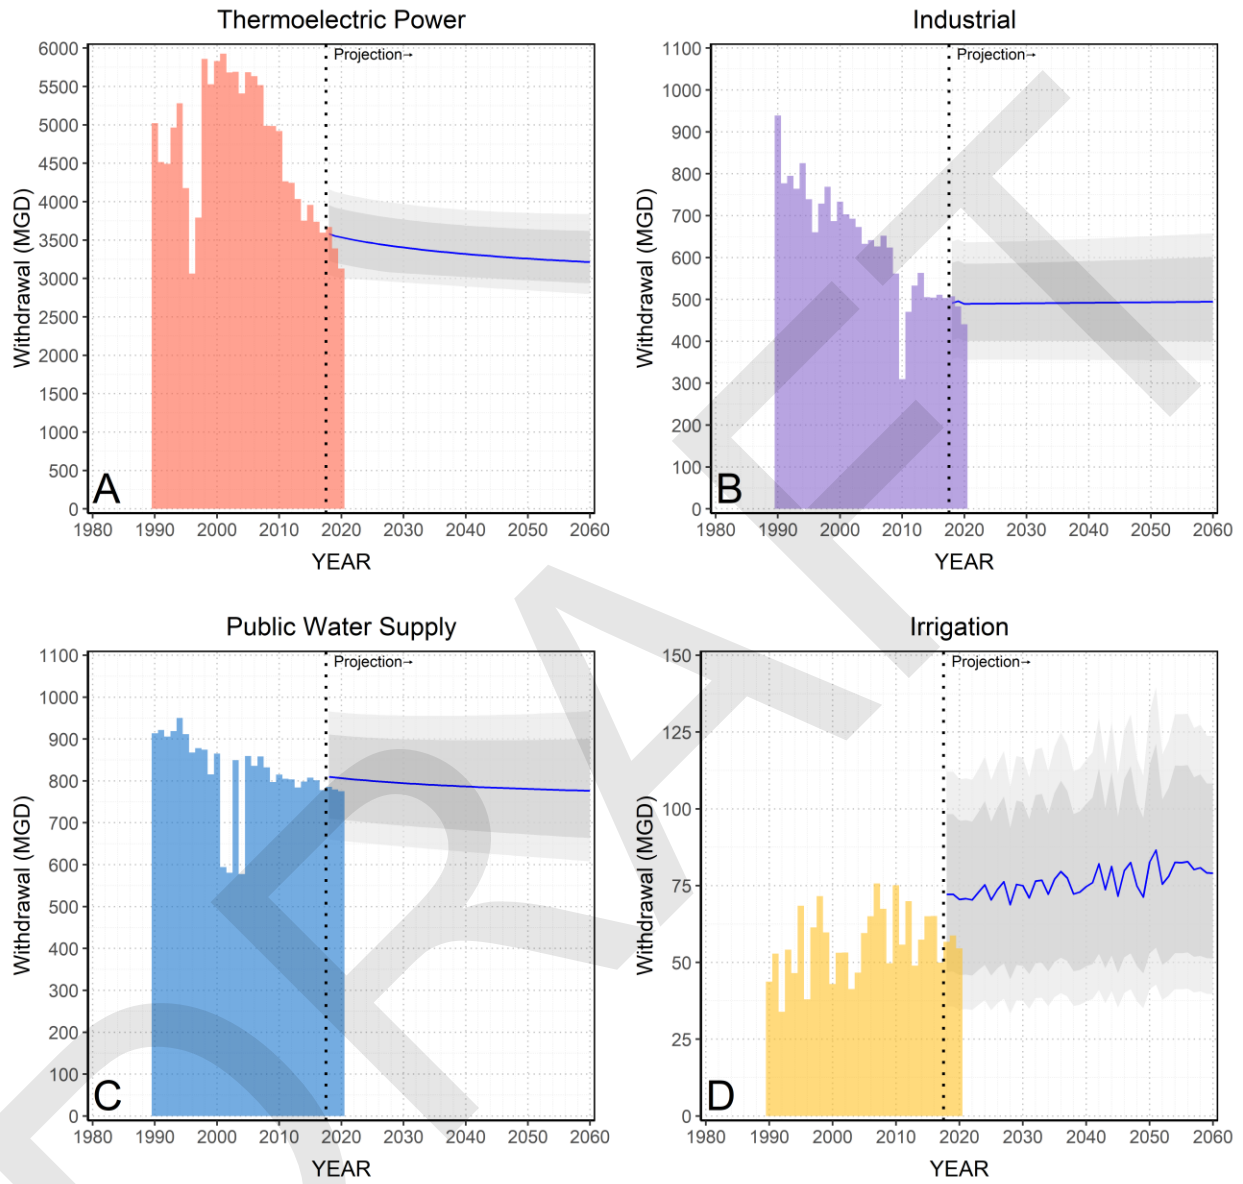 Thermoelectric Power
Industrial
Withdrawal (MGD)
6000
5500
5000
4500
4000
3500
3000
2500
2000
1500
1000
500
0
Projection→
A
1980 1990 2000 2010 2020 2030 2040 2050 2060
YEAR
Withdrawal (MGD)
1100
1000
900
800
700
600
500
400
300
200
100
0
Projection→
B
1980 1990 2000 2010 2020 2030 2040 2050 2060
YEAR
Public Water Supply
Irrigation
Withdrawal (MGD)
1100
1000
900
800
700
600
500
400
300
200
100
0
Projection→
C
1980 1990 2000 2010 2020 2030 2040 2050 2060
YEAR
Withdrawal (MGD)
150
125
100
75
50
25
0
Projection→
D
1980 1990 2000 2010 2020 2030 2040 2050 2060
YEAR
DRAFT